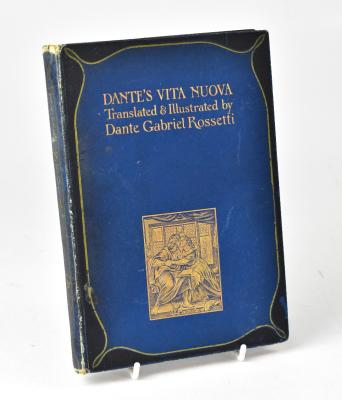 DANTE'S VITA NUOVA
Translated & Illustrated by
Dante Gabriel Rossetti